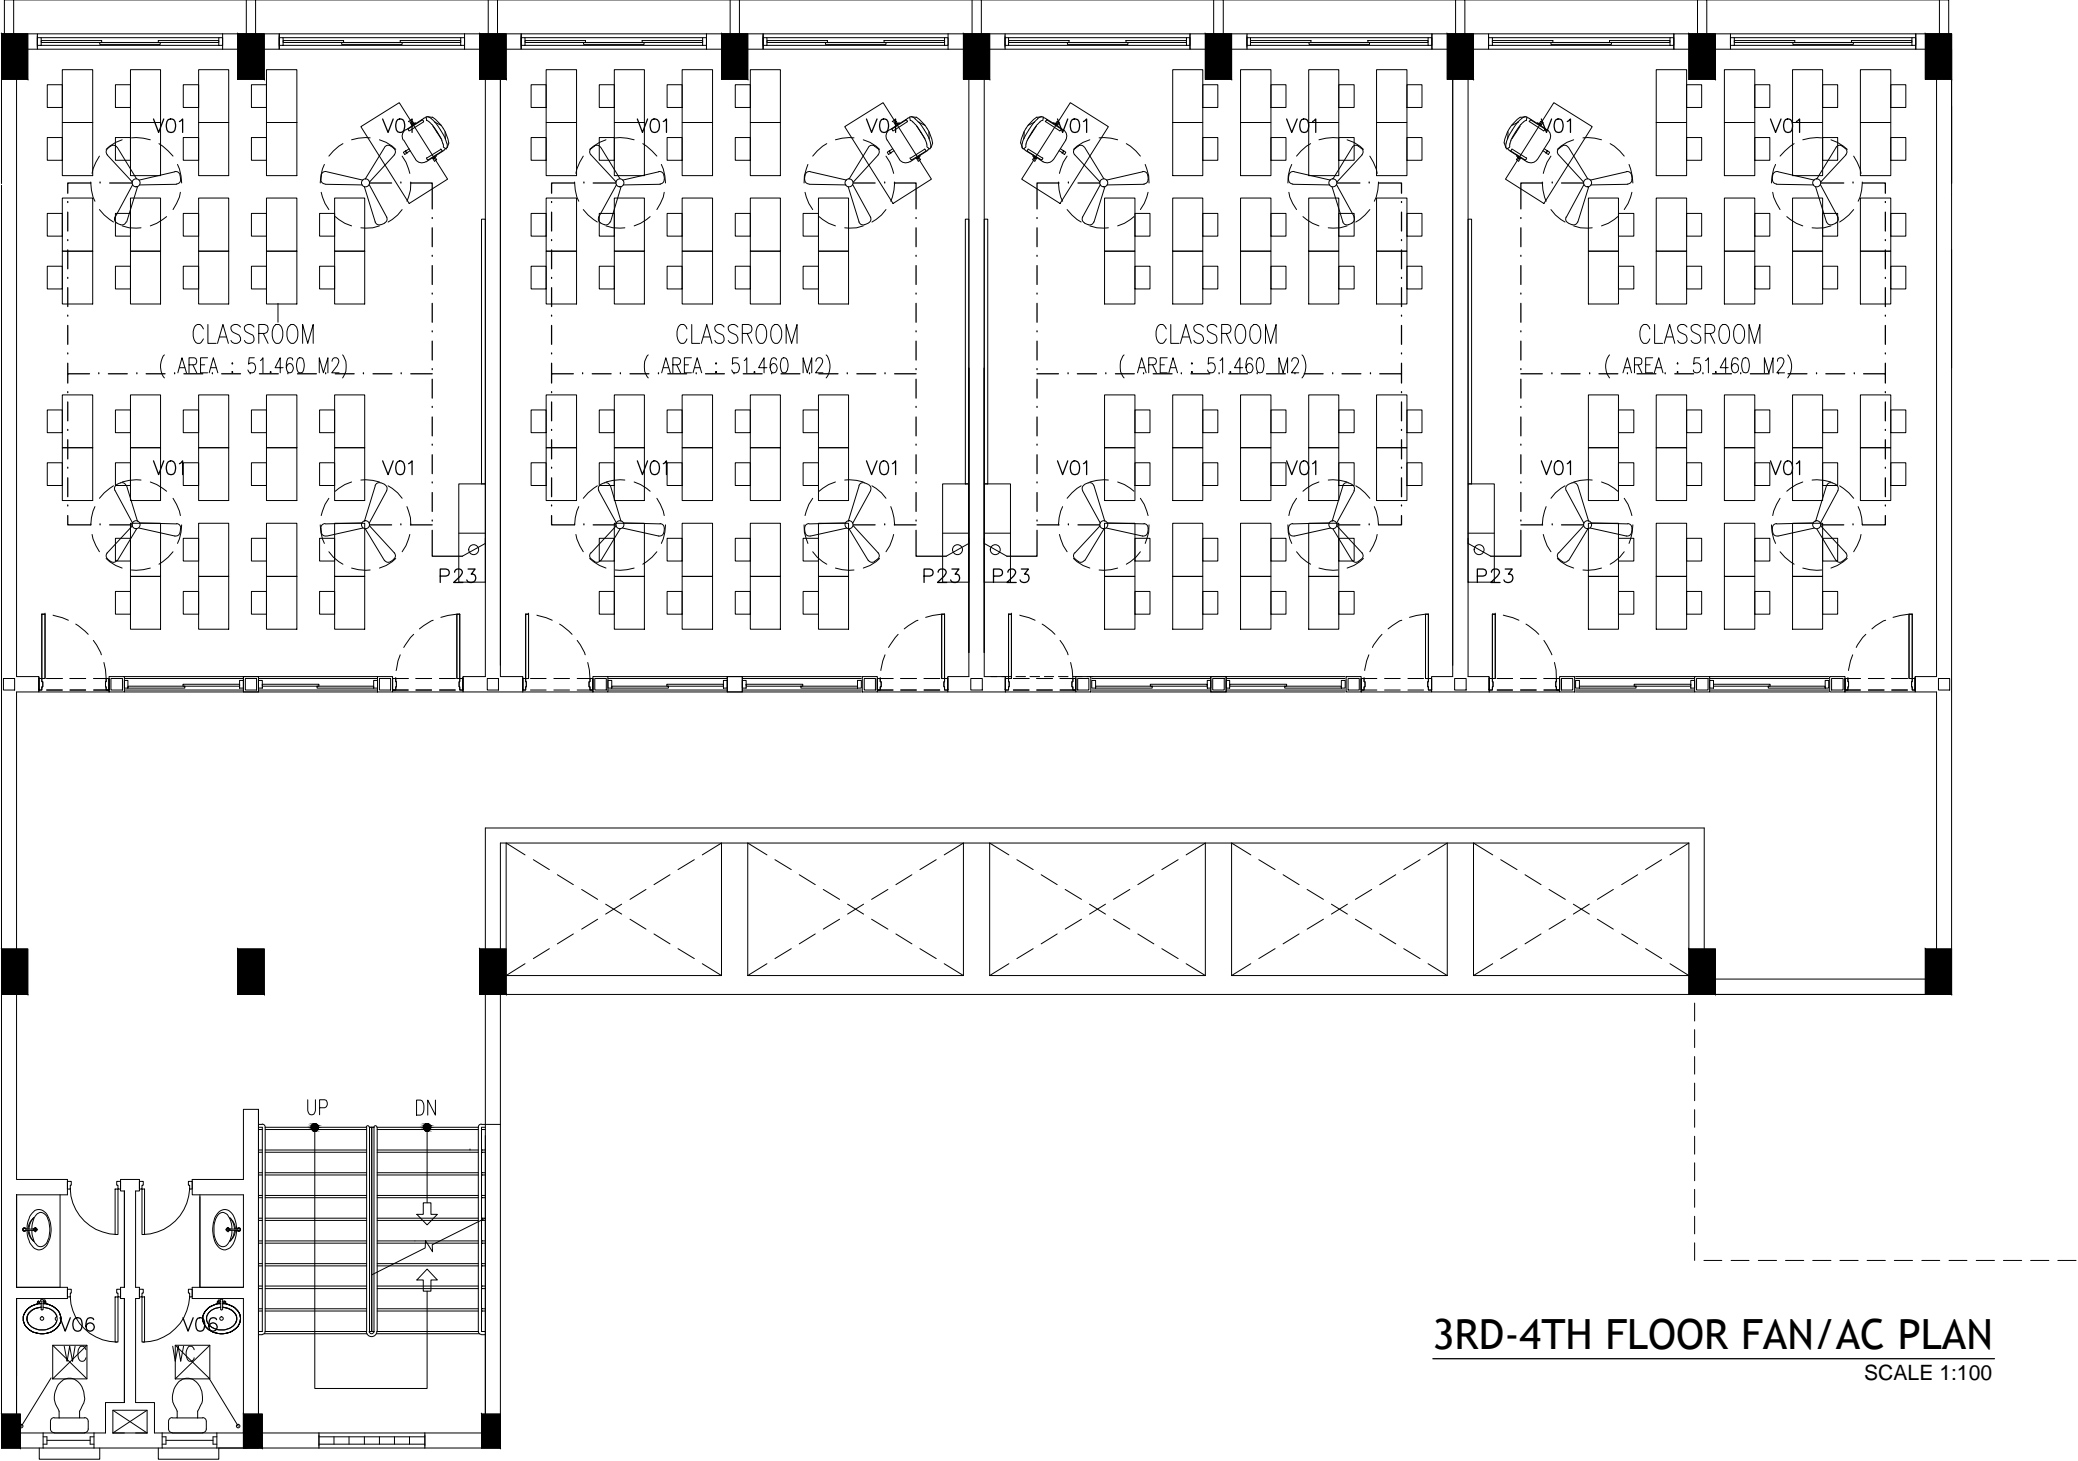 V01 V01 V01 V01 V01 V01 V01 V01
CLASSROOM CLASSROOM CLASSROOM CLASSROOM
( AREA : 51.460 M2) ( AREA : 51.460 M2) ( AREA : 51.460 M2) ( AREA : 51.460 M2)
V01 V01 V01 V01 V01 V01 V01 V01
P23 P23 P23 P23
UP DN
V06 V06
WC WC
3RD-4TH FLOOR FAN/AC PLAN
SCALE 1:100